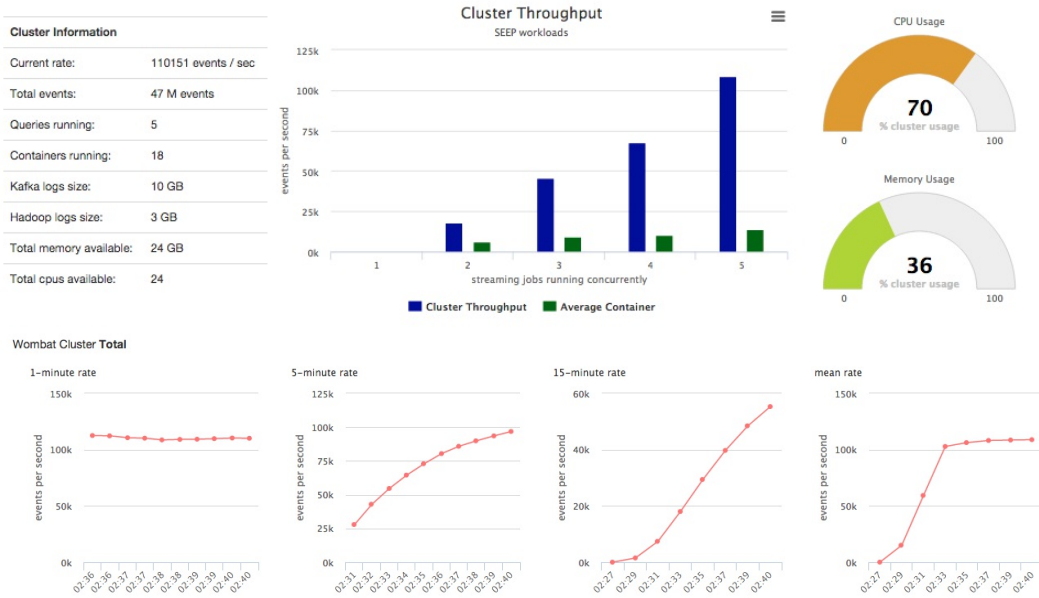 Cluster Information
Current rate: 110151 events / sec
Total events: 47 M events
Queries running: 5
Containers running: 18
Kafka logs size: 10 GB
Hadoop logs size: 3 GB
Total memory available: 24 GB
Total cpus available: 24
Cluster Throughput
SEEP workloads
events per second
125k
100k
75k
50k
25k
0k
1 2 3 4 5
streaming jobs running concurrently
Cluster Throughput Average Container
CPU Usage
70
% cluster usage
0 100
Memory Usage
36
% cluster usage
0 100
Wombat Cluster Total
1-minute rate
events per second
150k
100k
50k
0k
02:36 02:36 02:37 02:37 02:38 02:38 02:39 02:39 02:40 02:40
5-minute rate
events per second
125k
100k
75k
50k
25k
0k
02:31 02:32 02:33 02:34 02:35 02:36 02:37 02:38 02:39 02:40
15-minute rate
events per second
60k
40k
20k
0k
02:27 02:29 02:31 02:33 02:35 02:37 02:39 02:40
mean rate
events per second
150k
100k
50k
0k
02:27 02:29 02:31 02:33 02:35 02:37 02:39 02:40